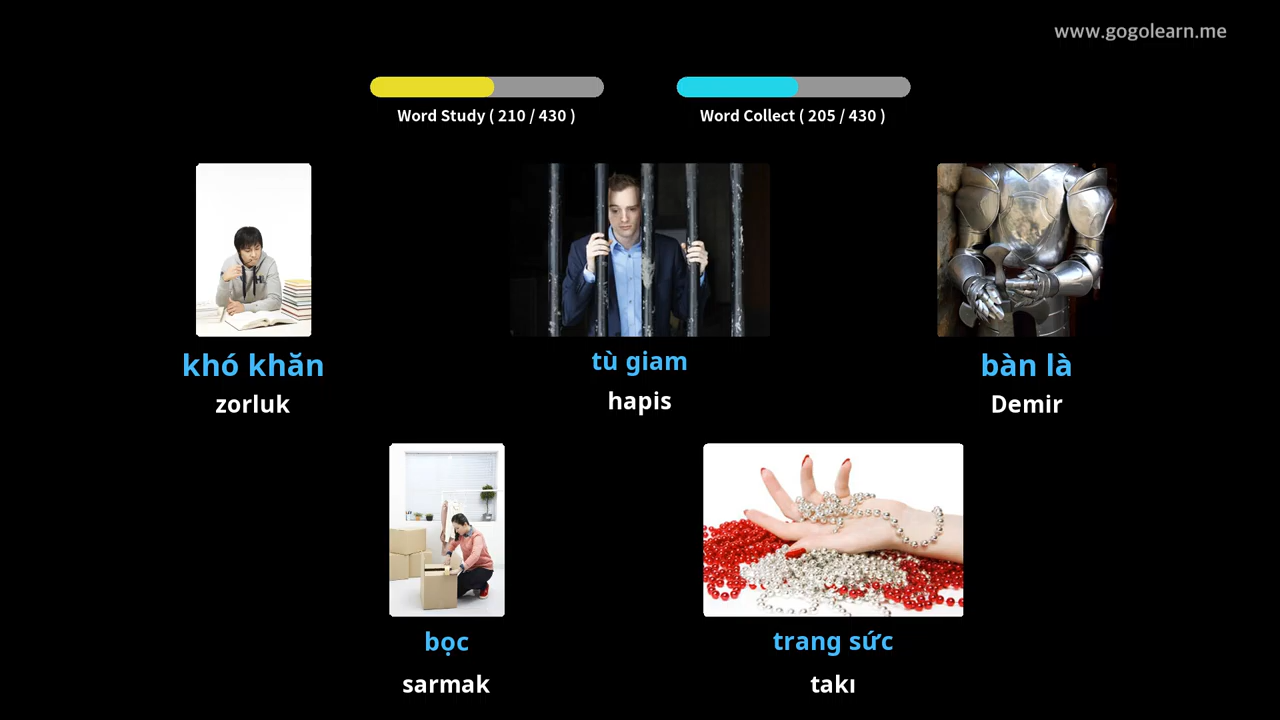 www.gogolearn.me
Word Study ( 210 / 430 )
Word Collect ( 205 / 430 )
khó khăn
zorluk
tù giam
hapis
bàn là
Demir
bọc
sarmak
trang sức
takı